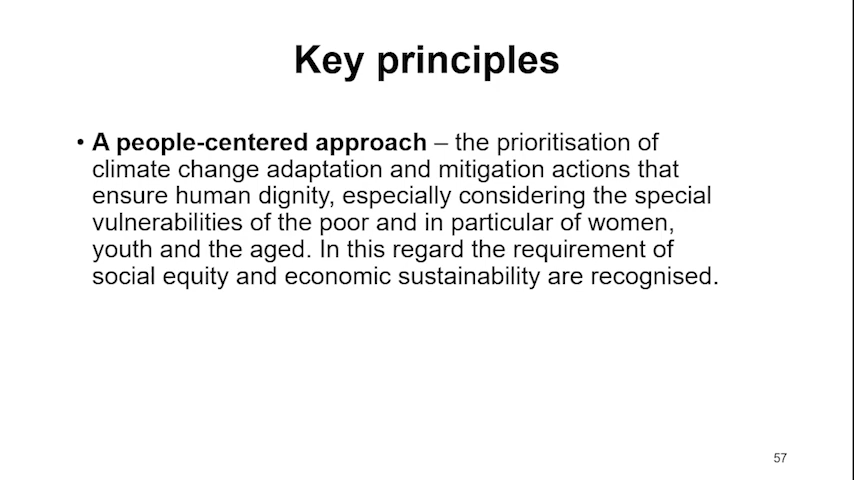 Key principles
• A people-centered approach – the prioritisation of
climate change adaptation and mitigation actions that
ensure human dignity, especially considering the special
vulnerabilities of the poor and in particular of women,
youth and the aged. In this regard the requirement of
social equity and economic sustainability are recognised.
57